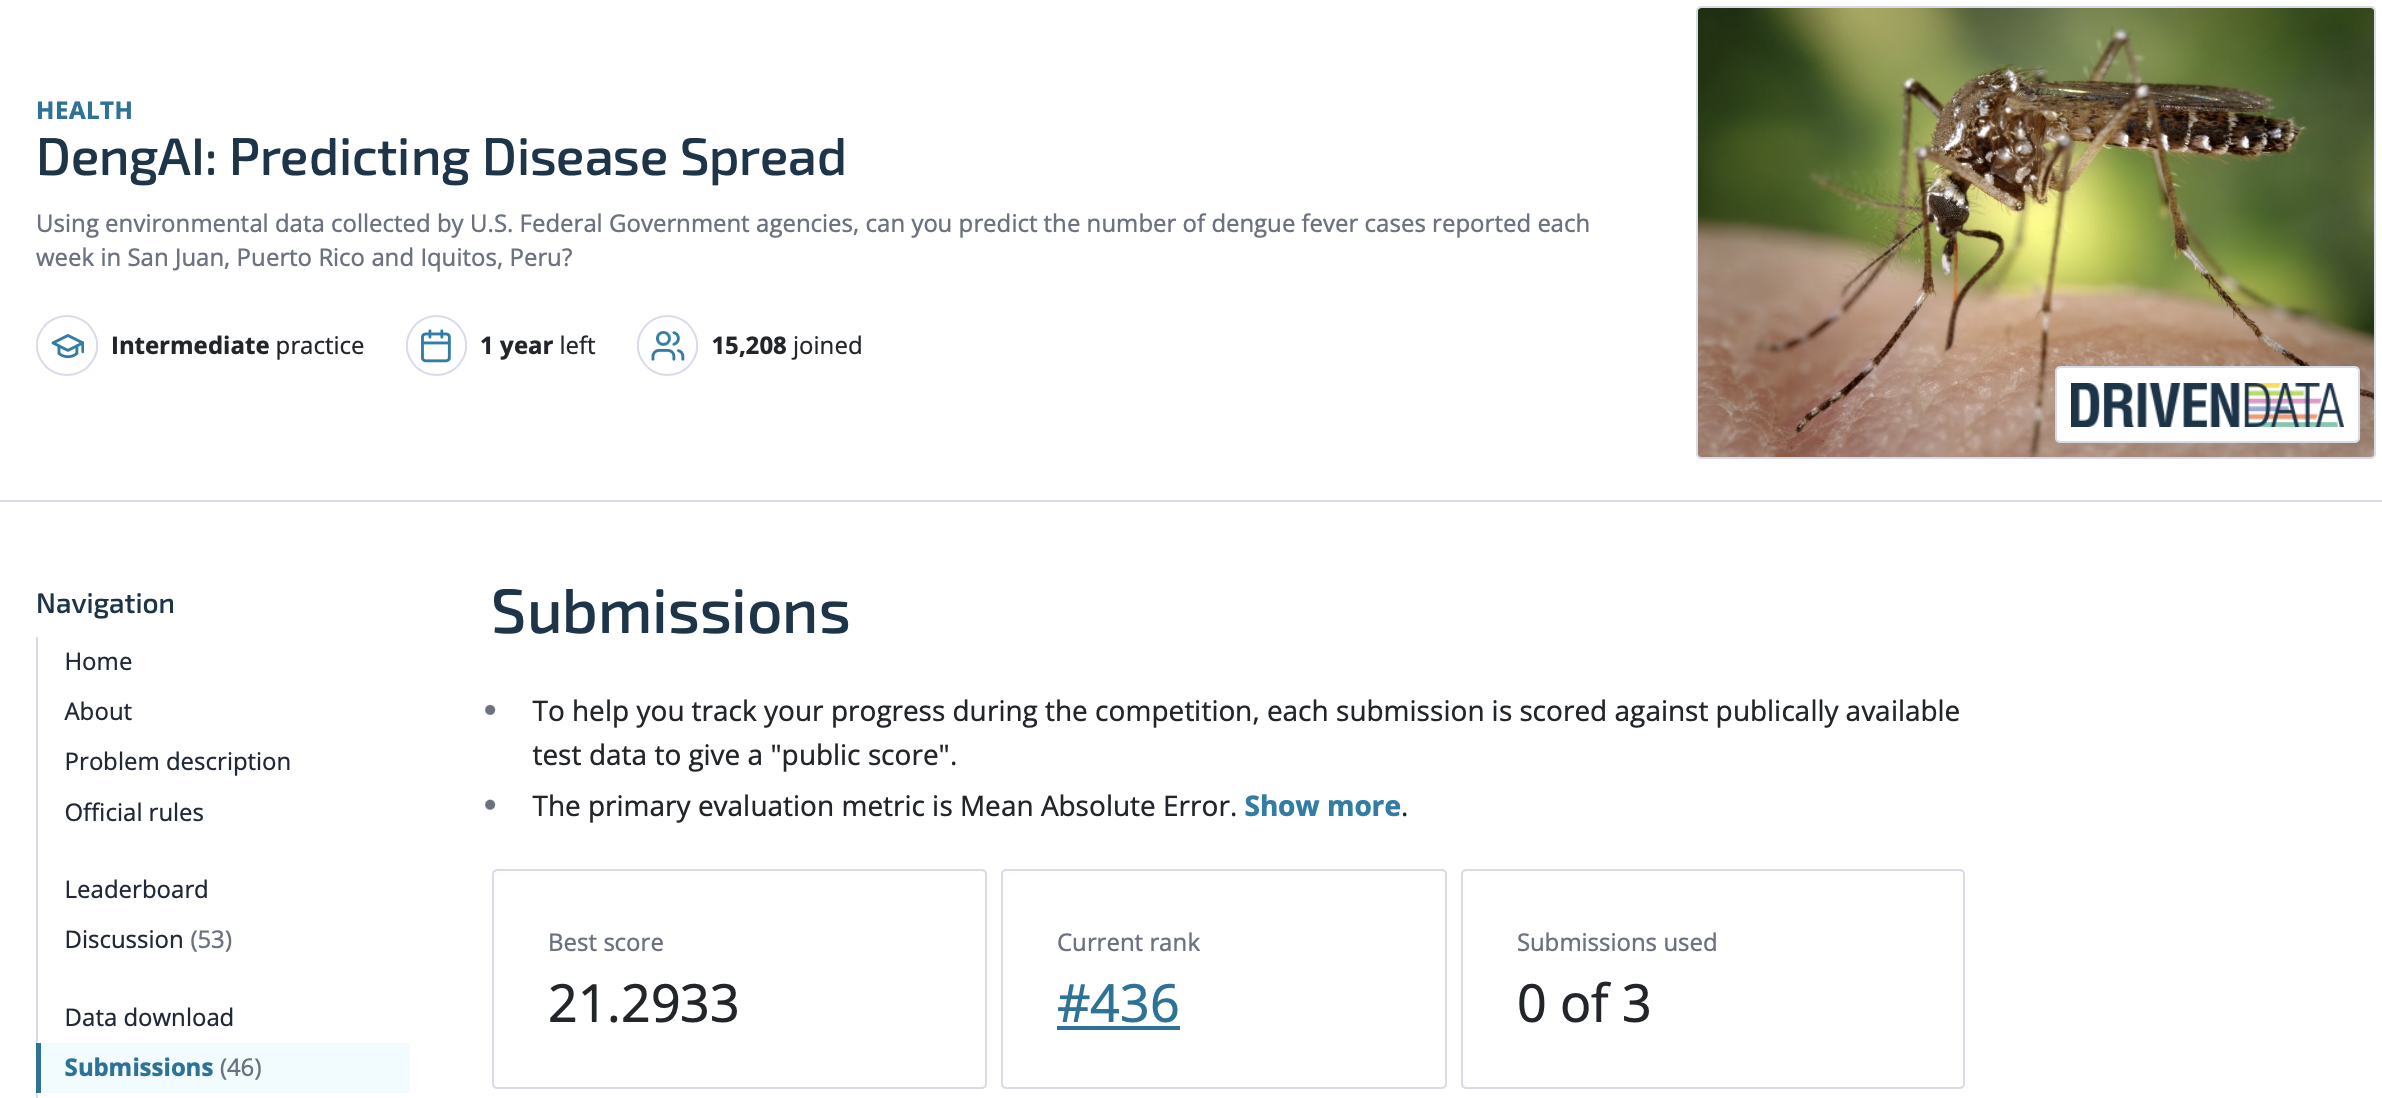 HEALTH
DengAI: Predicting Disease Spread
Using environmental data collected by U.S. Federal Government agencies, can you predict the number of dengue fever cases reported each
week in San Juan, Puerto Rico and Iquitos, Peru?
Intermediate practice
1 year left
15,208 joined
DRIVENDATA
Navigation
Home
About
Problem description
Official rules
Leaderboard
Discussion (53)
Data download
Submissions (46)
Submissions
To help you track your progress during the competition, each submission is scored against publically available
test data to give a "public score".
The primary evaluation metric is Mean Absolute Error. Show more.
Best score
21.2933
Current rank
#436
Submissions used
0 of 3